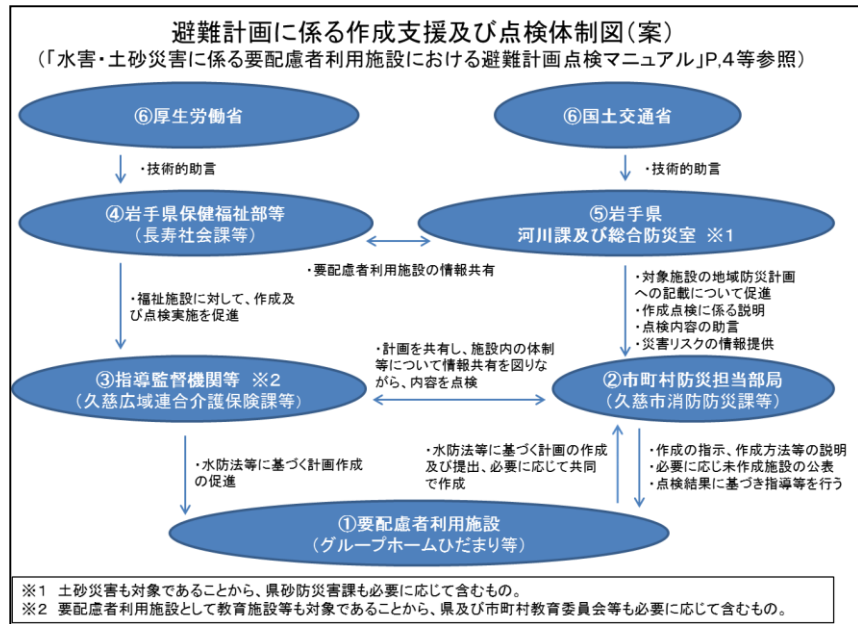 避難計画に係る作成支援及び点検体制図(案)
(「水害・土砂災害に係る要配慮者利用施設における避難計画点検マニュアル」P,4等参照)
⑥厚生労働省
⑥国土交通省
・技術的助言
・技術的助言
④岩手県保健福祉部等
(長寿社会課等)
⑤岩手県
河川課及び総合防災室 ※1
・要配慮者利用施設の情報共有
・福祉施設に対して、作成及
び点検実施を促進
・対象施設の地域防災計画
への記載について促進
・作成点検に係る説明
・点検内容の助言
・災害リスクの情報提供
・計画を共有し、施設内の体制
等について情報共有を図りな
がら、内容を点検
③指導監督機関等 ※2
(久慈広域連合介護保険課等)
②市町村防災担当部局
(久慈市消防防災課等)
・水防法等に基づく計画作成
の促進
・水防法等に基づく計画の作成
及び提出、必要に応じて共同
で作成
・作成の指示、作成方法等の説明
・必要に応じ未作成施設の公表
・点検結果に基づき指導等を行う
①要配慮者利用施設
(グループホームひだまり等)
※1 土砂災害も対象であることから、県砂防災害課も必要に応じて含むもの。
※2 要配慮者利用施設として教育施設等も対象であることから、県及び市町村教育委員会等も必要に応じて含むもの。